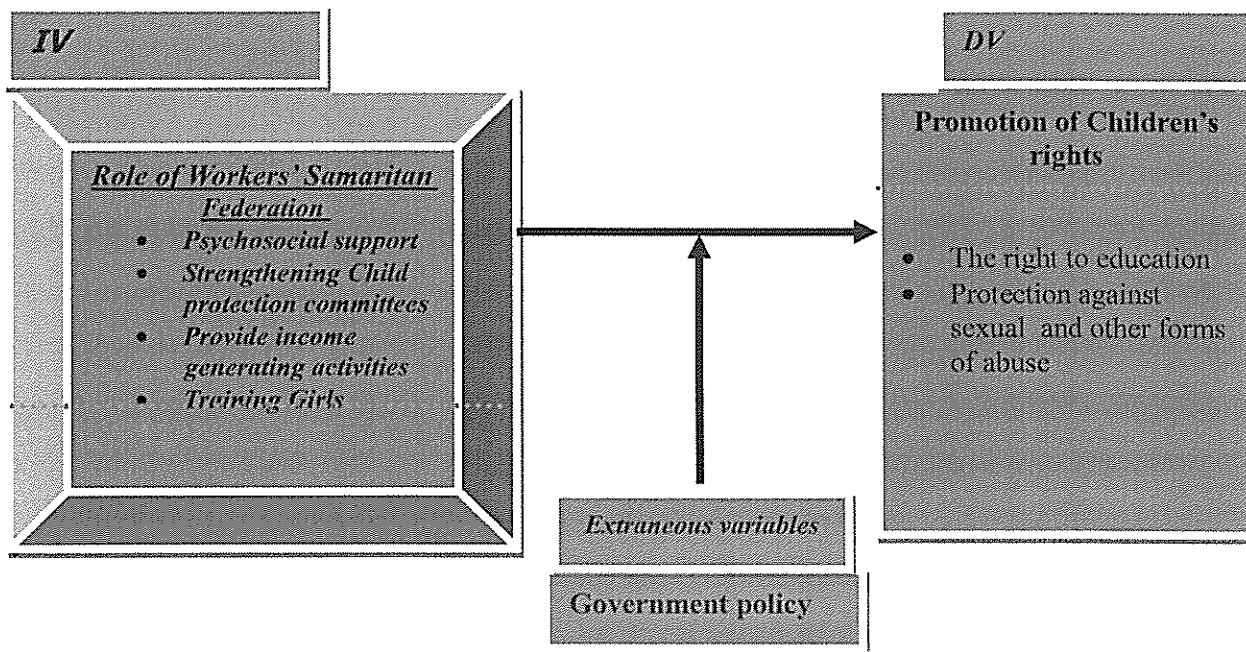 IV
Role of Workers' Samaritan
Federation
• Psychosocial support
• Strengthening Child
protection committees
• Provide income
generating activities
• Training Girls
DV
Promotion of Children's
rights
• The right to education
• Protection against
sexual and other forms
of abuse
Extraneous variables
Government policy